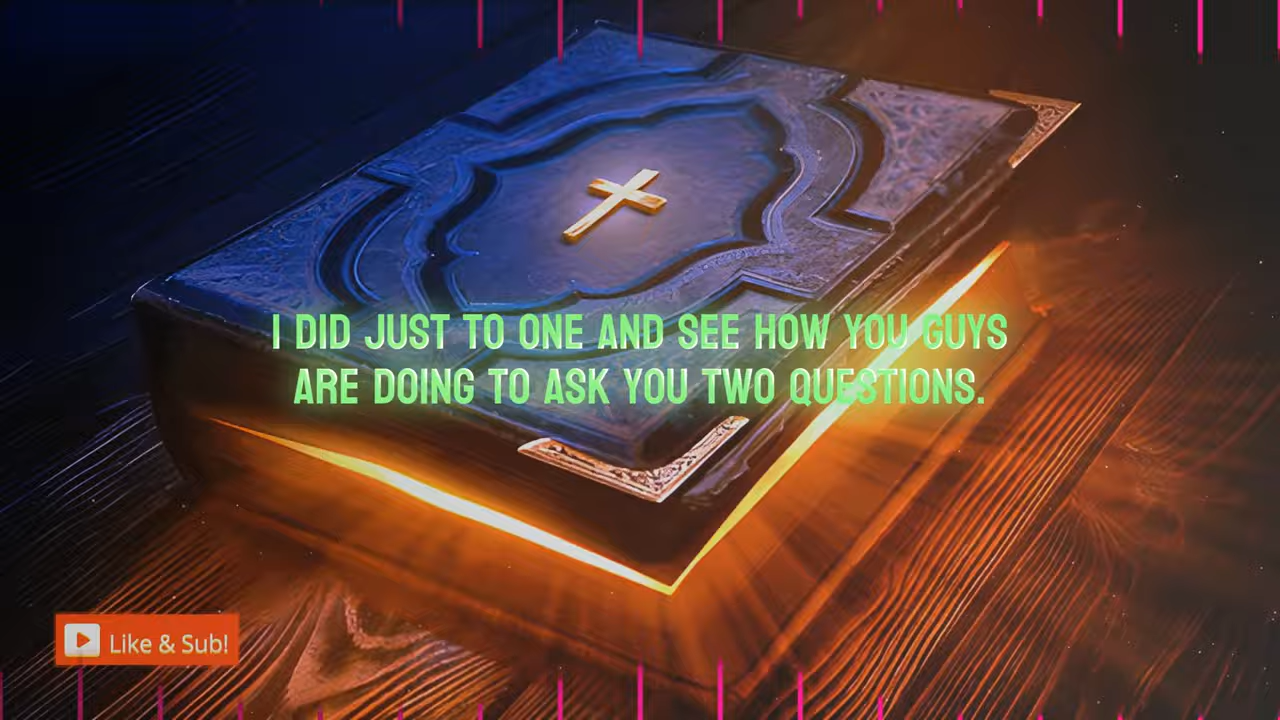 I DID JUST TO ONE AND SEE HOW YOU GUYS
ARE DOING TO ASK YOU TWO QUESTIONS.
Like & Sub!